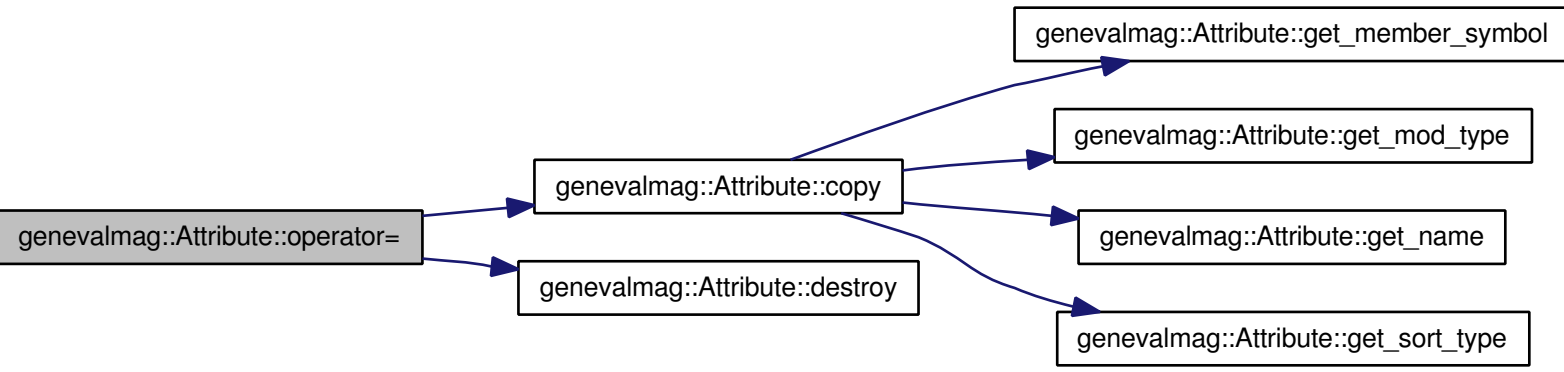 genevalmag::Attribute::get_member_symbol
genevalmag::Attribute::get_mod_type
genevalmag::Attribute::copy
genevalmag::Attribute::operator=
genevalmag::Attribute::get_name
genevalmag::Attribute::destroy
genevalmag::Attribute::get_sort_type